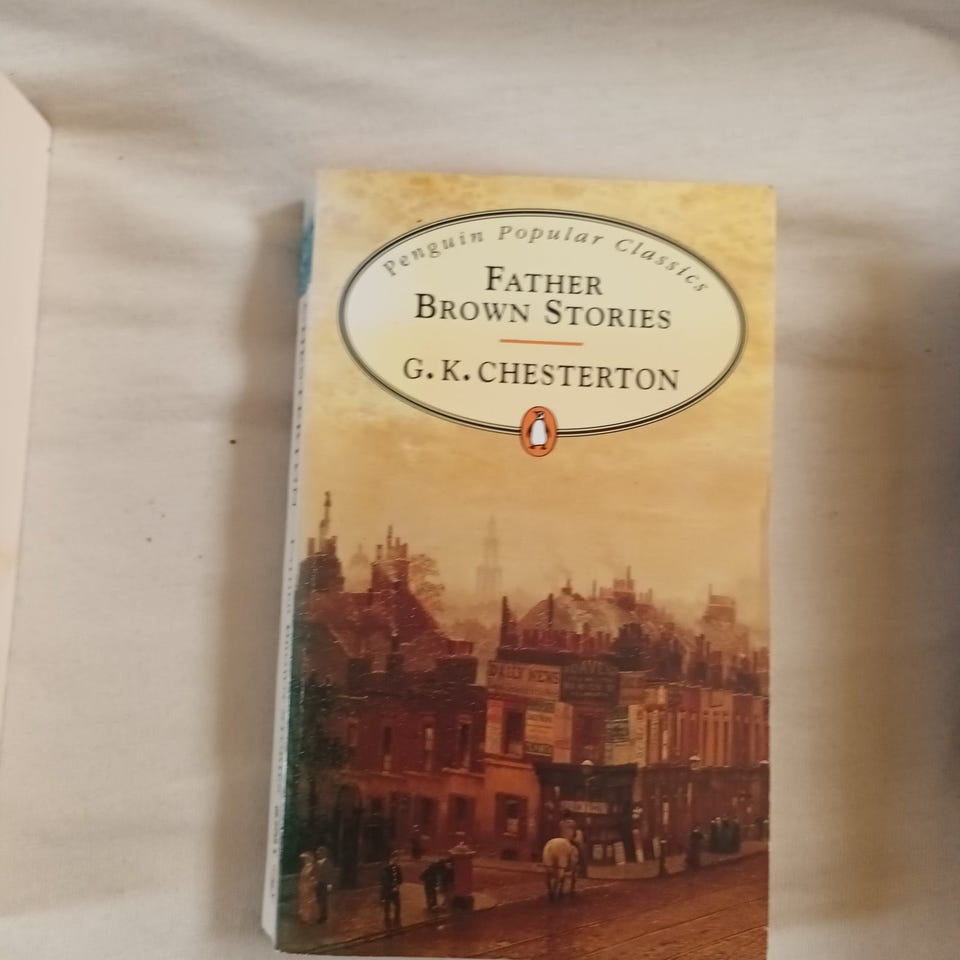 Penguin Popular Classics
FATHER
BROWN STORIES
G. K. CHESTERTON
DAILY NEWS